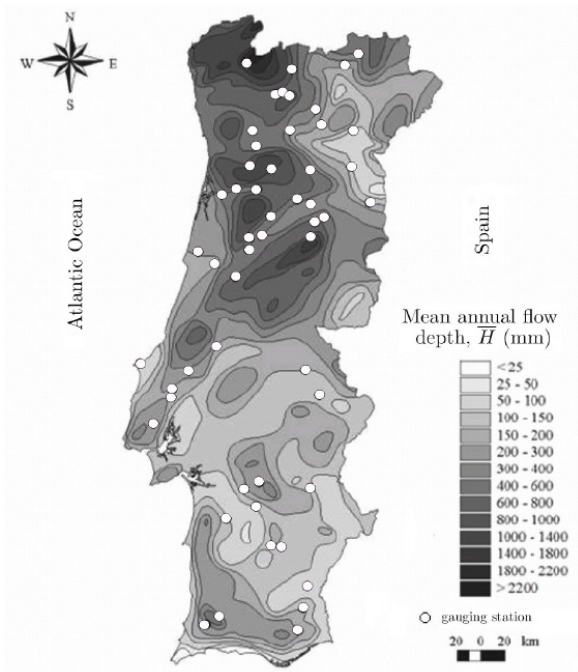 N
W E
S
Atlantic Ocean
Spain
Mean annual flow
depth, H̅ (mm)
<25
25 - 50
50 - 100
100 - 150
150 - 200
200 - 300
300 - 400
400 - 600
600 - 800
800 - 1000
1000 - 1400
1400 - 1800
1800 - 2200
>2200
gauging station
20 0 20 km